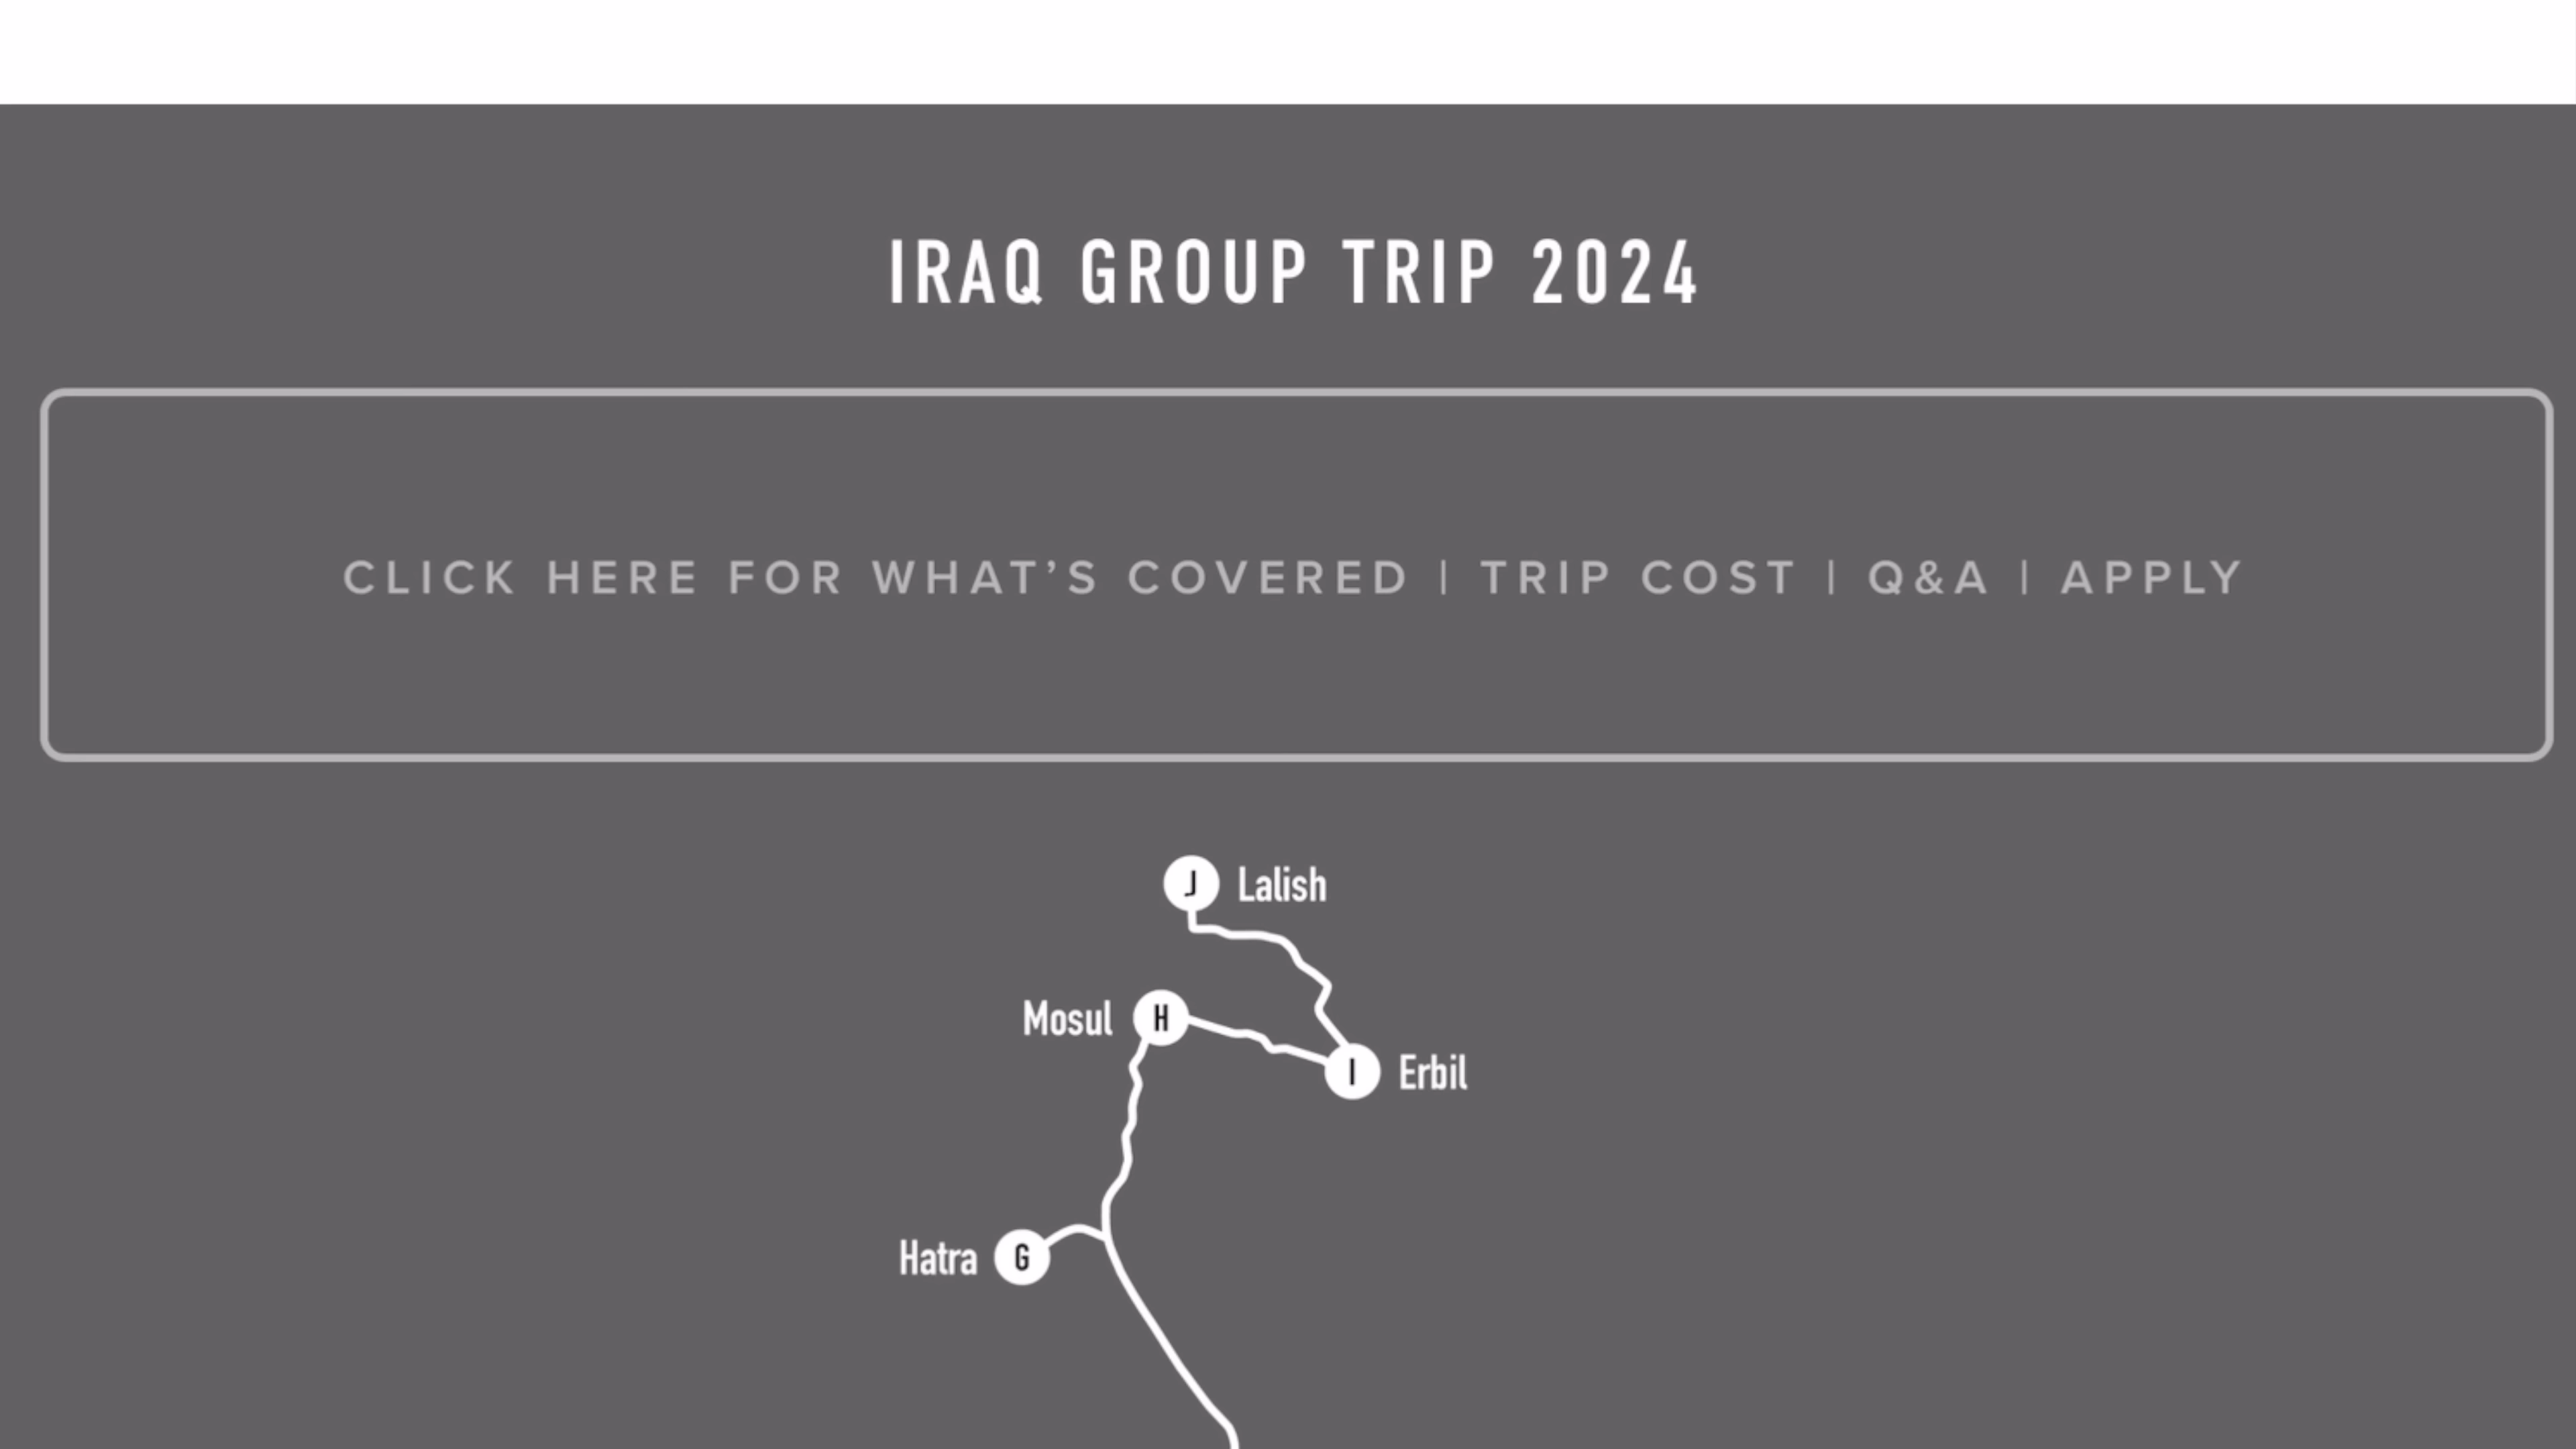 IRAQ GROUP TRIP 2024
CLICK HERE FOR WHAT’S COVERED | TRIP COST | Q&A | APPLY
J Lalish
Mosul H
I Erbil
Hatra G